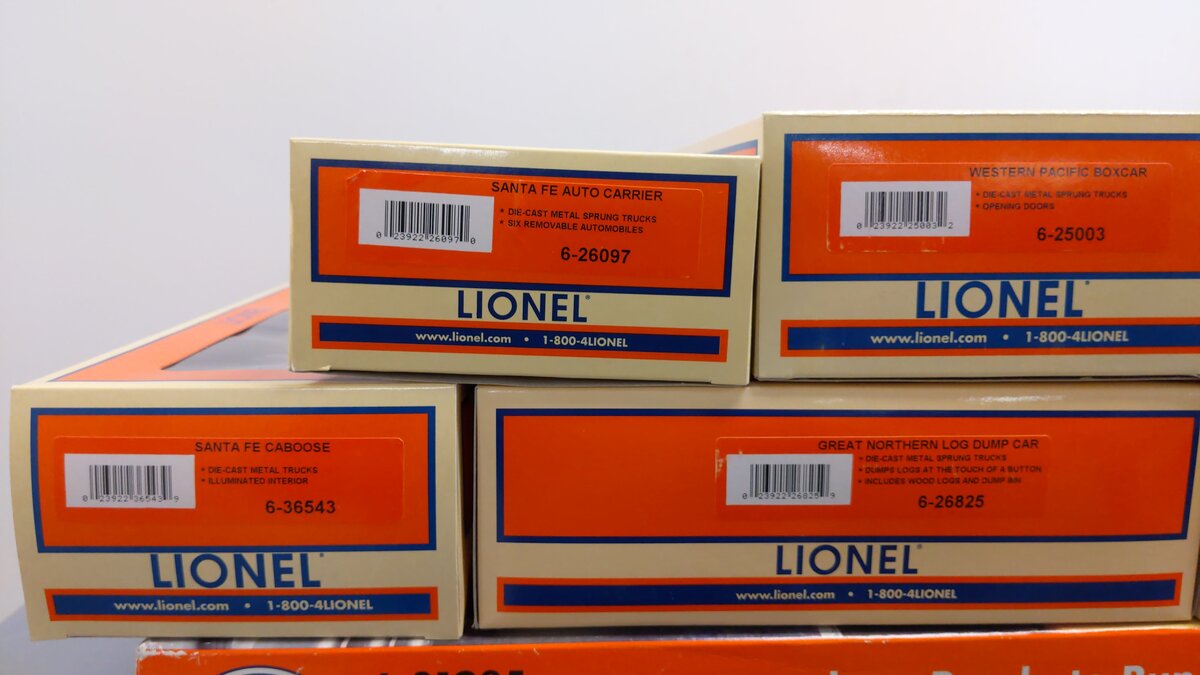 SANTA FE AUTO CARRIER
* DIE-CAST METAL SPRUNG TRUCKS
* SIX REMOVABLE AUTOMOBILES
0 23922 26097 0
6-26097
LIONEL
www.lionel.com • 1-800-4LIONEL
WESTERN PACIFIC BOXCAR
* DIE-CAST METAL SPRUNG TRUCKS
* OPENING DOORS
0 23922 25003 2
6-25003
LIONEL
www.lionel.com • 1-800-4LIONEL
SANTA FE CABOOSE
* DIE-CAST METAL TRUCKS
* ILLUMINATED INTERIOR
0 23922 36543 9
6-36543
LIONEL®
www.lionel.com • 1-800-4LIONEL
GREAT NORTHERN LOG DUMP CAR
* DIE-CAST METAL SPRUNG TRUCKS
* DUMPS LOGS AT THE TOUCH OF A BUTTON
* INCLUDES WOOD LOGS AND DUMP BIN
0 23922 26825 9
6-26825
LIONEL
www.lionel.com • 1-800-4LIONEL